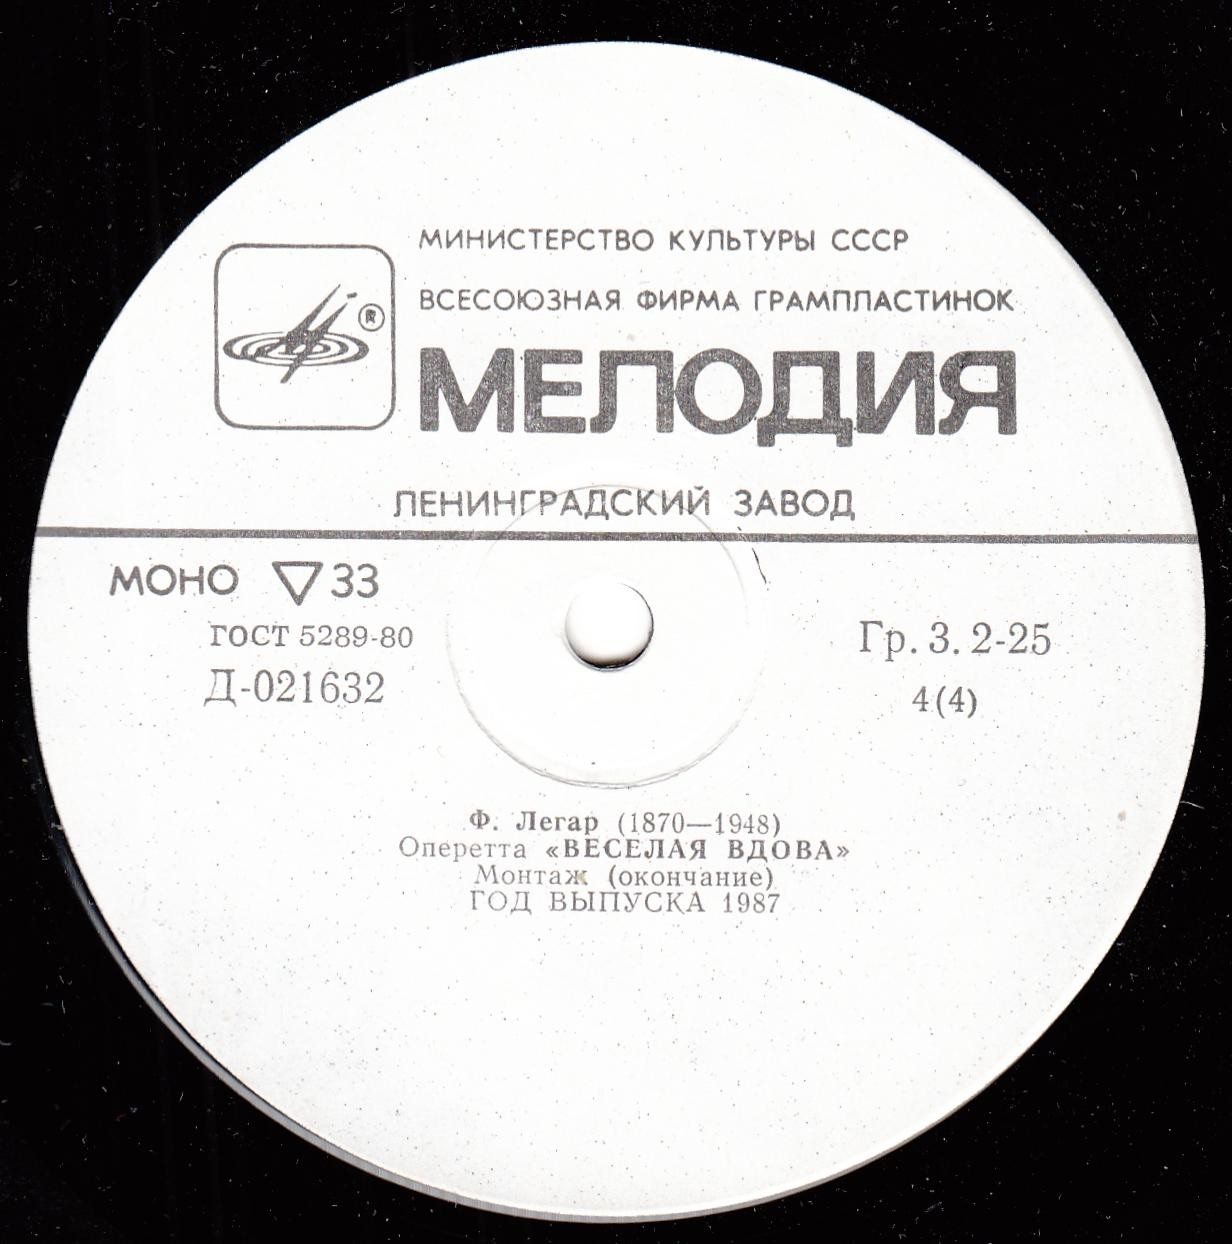 МИНИСТЕРСТВО КУЛЬТУРЫ СССР
ВСЕСОЮЗНАЯ ФИРМА ГРАМПЛАСТИНОК
®
МЕЛОДИЯ
ЛЕНИНГРАДСКИЙ ЗАВОД
МОНО ▽ 33
ГОСТ 5289-80
Д-021632
Гр. 3. 2-25
4(4)
Ф. Легар (1870—1948)
Оперетта «ВЕСЕЛАЯ ВДОВА»
Монтаж (окончание)
ГОД ВЫПУСКА 1987